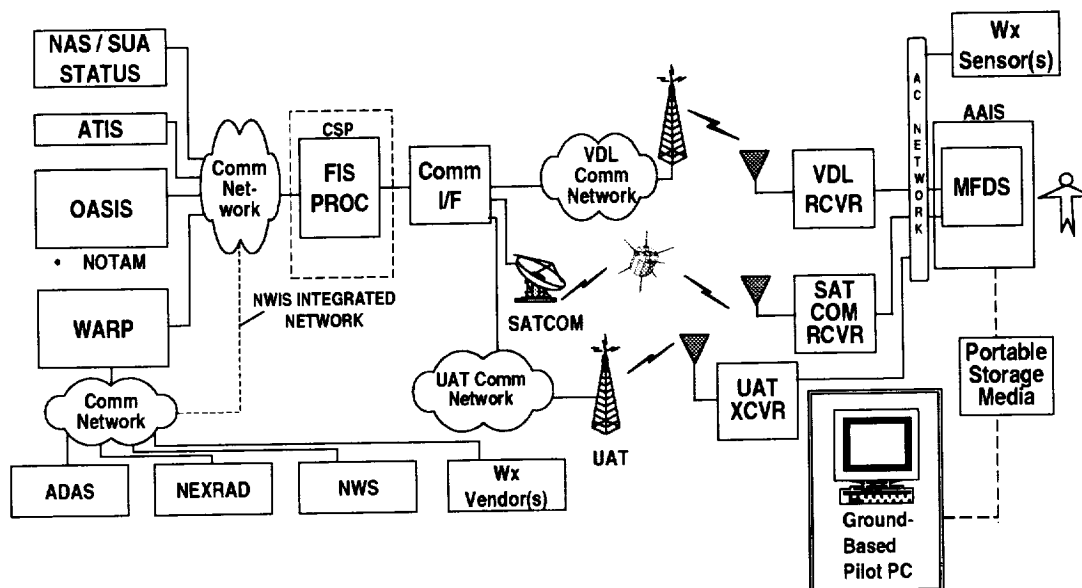 NAS / SUA
STATUS
ATIS
OASIS
• NOTAM
WARP
Comm
Network
ADAS
NEXRAD
NWS
Wx
Vendor(s)
Comm
Net-
work
NWIS INTEGRATED
NETWORK
CSP
FIS
PROC
Comm
I/F
VDL
Comm
Network
SATCOM
UAT Comm
Network
UAT
VDL
RCVR
SAT
COM
RCVR
UAT
XCVR
AC NETWORK
Wx
Sensor(s)
AAIS
MFDS
Portable
Storage
Media
Ground-
Based
Pilot PC